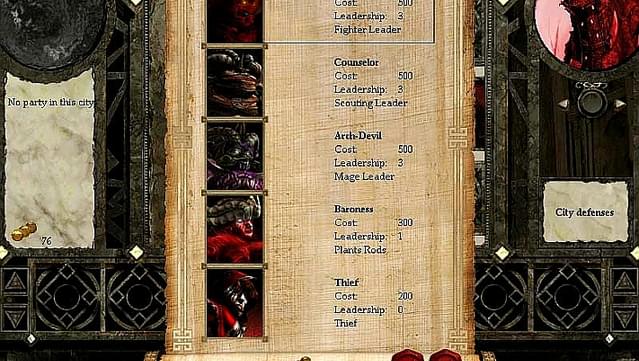 Cost: 500
Leadership: 3
Fighter Leader
Counselor
Cost: 500
Leadership: 3
Scouting Leader
No party in this city
Arch-Devil
Cost: 500
Leadership: 3
Mage Leader
Baroness
Cost: 300
Leadership: 1
Plants Rods
City defenses
76
Thief
Cost: 200
Leadership: 0
Thief